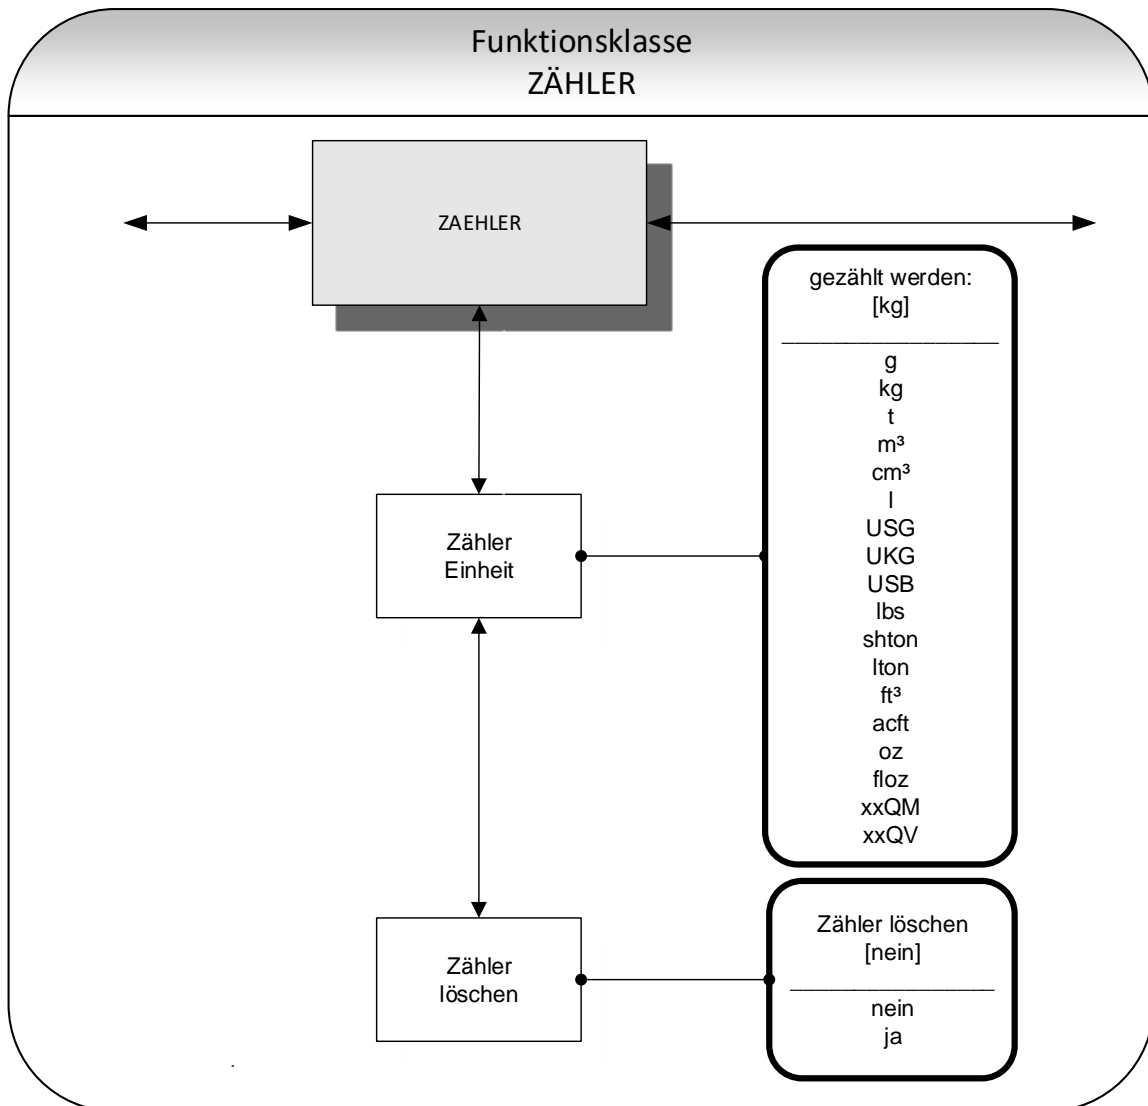 Funktionsklasse
ZÄHLER
ZAEHLER
gezählt werden:
[kg]
g
kg
t
m³
cm³
l
USG
UKG
USB
lbs
shton
lton
ft³
acft
oz
floz
xxQM
xxQV
Zähler
Einheit
Zähler löschen
[nein]
nein
ja
Zähler
löschen